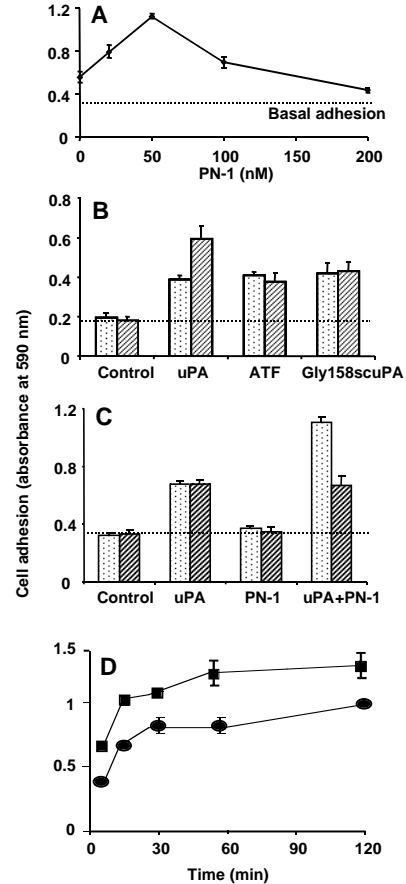 A
1.2
0.8
0.4
0
Basal adhesion
0 50 100 150 200
PN-1 (nM)
Cell adhesion (absorbance at 590 nm)
B
0.8
0.6
0.4
0.2
0
Control uPA ATF Gly158scuPA
C
1.2
0.8
0.4
0
Control uPA PN-1 uPA+PN-1
D
1.5
1
0.5
0
0 30 60 90 120
Time (min)